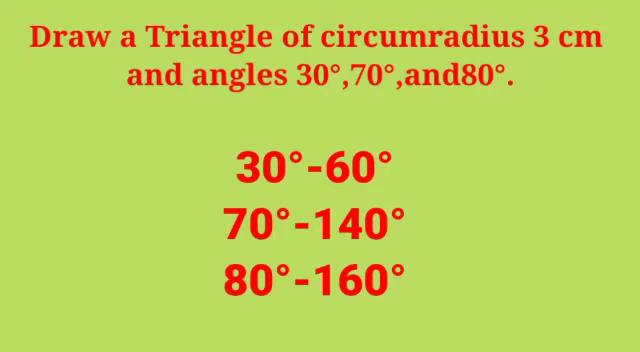 Draw a Triangle of circumradius 3 cm
and angles 30°,70°,and80°.
30°-60°
70°-140°
80°-160°